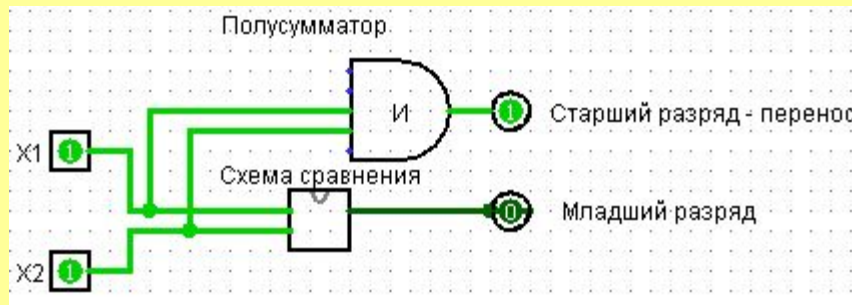 Полусумматор
И
1
Старший разряд - перенос
X1
1
Схема сравнения
0
Младший разряд
X2
1